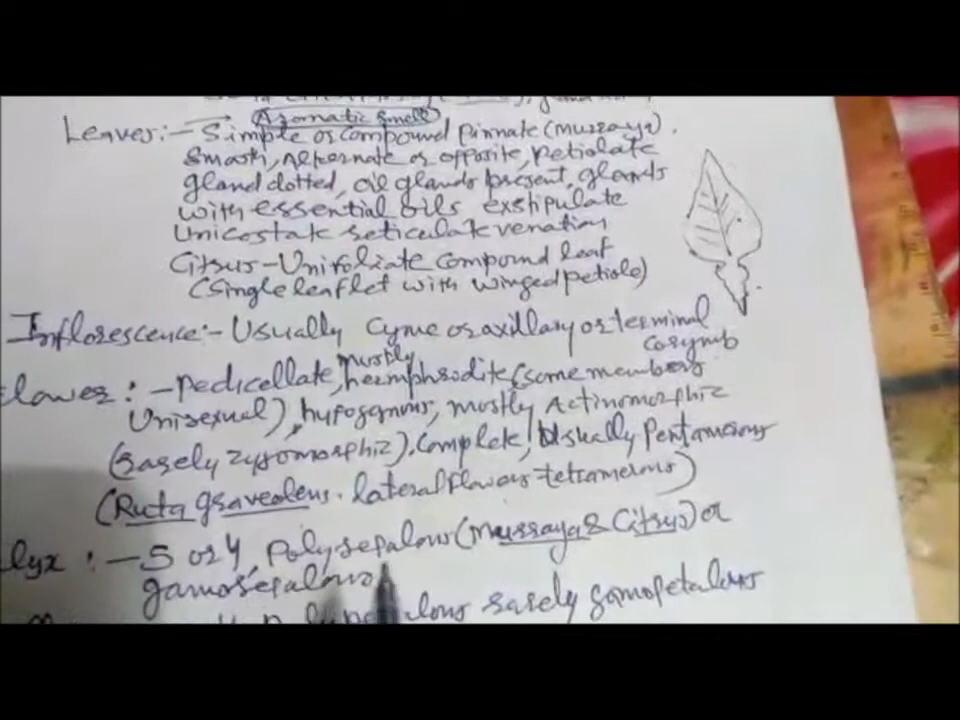 Aromatic smell
Leaves:- Simple or compound pinnate (Murraya).
Smooth, Alternate or opposite, petiolate
gland dotted, oil glands present, glands
with essential oils exstipulate
Unicostate reticulate venation
Citrus - Unifoliate compound leaf
(single leaflet with winged petiole)
Inflorescence:- Usually Cyme or axillary or terminal
corymb
lower :- Pedicellate, mostly hermphrodite (some members
Unisexual), hypogynous, mostly Actinomorphic
(rarely zygomorphic). Complete, Usually Pentamerous
(Ruta graveolens. lateral flower tetramerous)
lyx :- 5 or 4, Polysepalous (Murraya & Citrus) or
gamosepalous
rarely gamopetalous